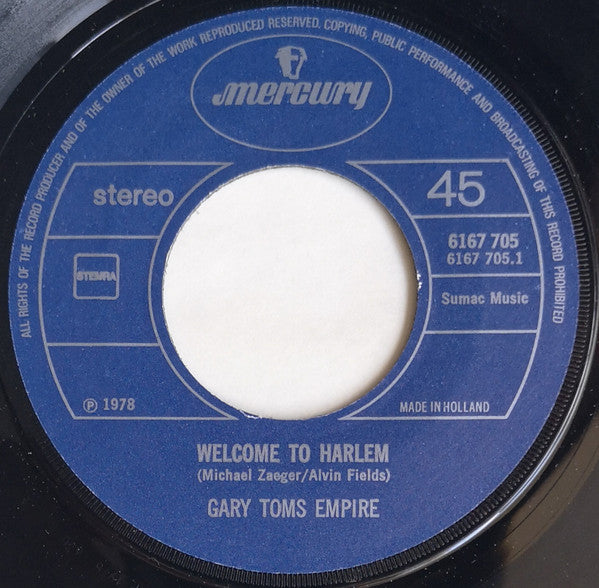 ALL RIGHTS OF THE RECORD PRODUCER AND OF THE OWNER OF THE WORK REPRODUCED RESERVED. COPYING, PUBLIC PERFORMANCE AND BROADCASTING OF THIS RECORD PROHIBITED
mercury
stereo
45
6167 705
6167 705.1
STEMRA
Sumac Music
℗ 1978
MADE IN HOLLAND
WELCOME TO HARLEM
(Michael Zaeger/Alvin Fields)
GARY TOMS EMPIRE